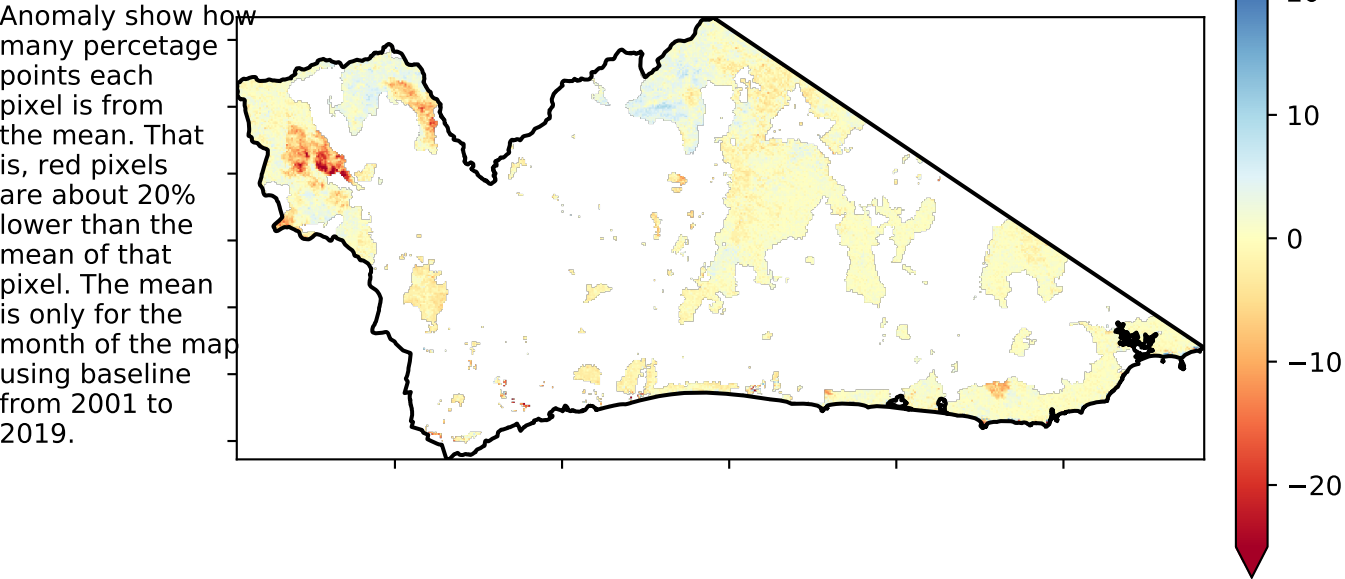 Anomaly show how
many percetage
points each
pixel is from
the mean. That
is, red pixels
are about 20%
lower than the
mean of that
pixel. The mean
is only for the
month of the map
using baseline
from 2001 to
2019.
10
0
−10
−20